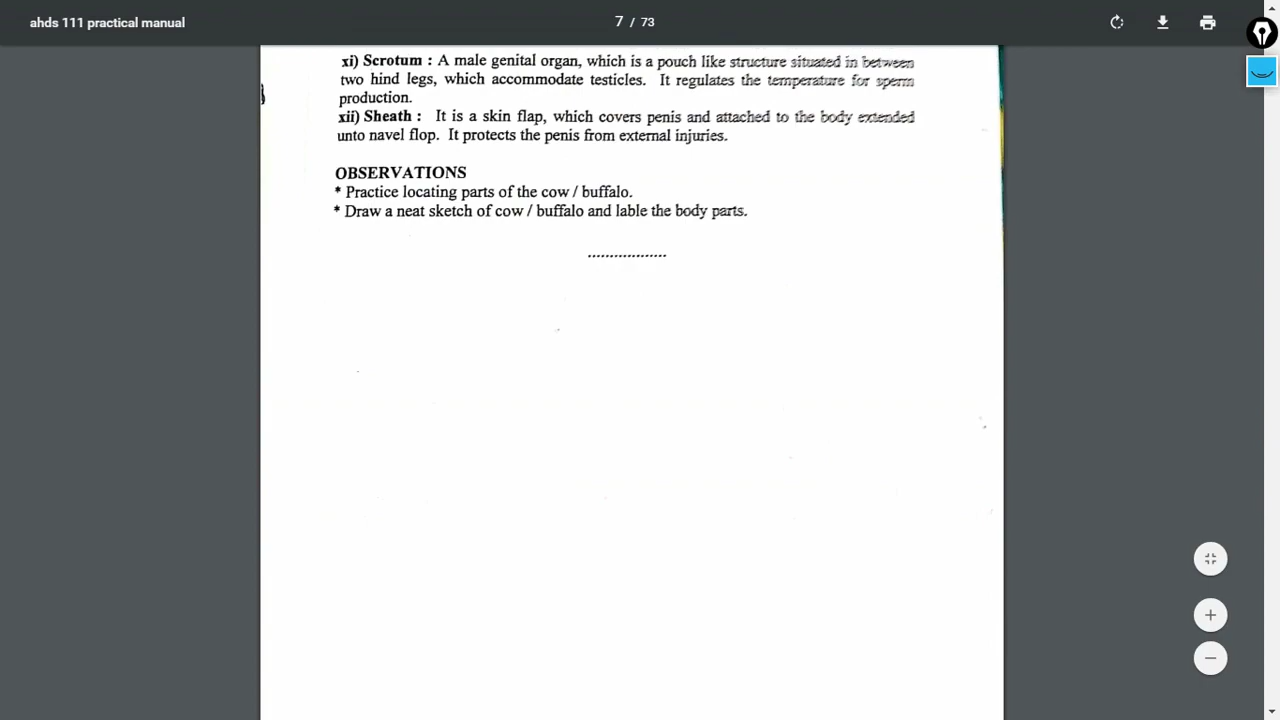 ahds 111 practical manual
7 / 73
xi) Scrotum : A male genital organ, which is a pouch like structure situated in between
two hind legs, which accommodate testicles. It regulates the temperature for sperm
production.
xii) Sheath : It is a skin flap, which covers penis and attached to the body extended
unto navel flop. It protects the penis from external injuries.
OBSERVATIONS
* Practice locating parts of the cow / buffalo.
* Draw a neat sketch of cow / buffalo and lable the body parts.
..................